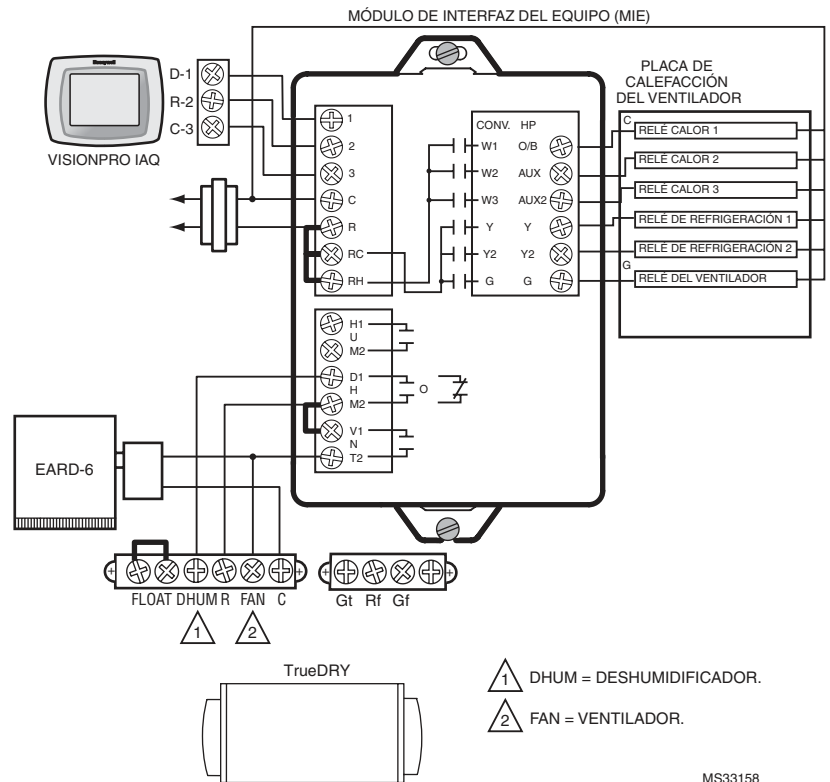 MÓDULO DE INTERFAZ DEL EQUIPO (MIE)
Honeywell
VISIONPRO IAQ
D-1
R-2
C-3
1
2
3
C
R
RC
RH
CONV. HP
W1 O/B
W2 AUX
W3 AUX2
Y Y
Y2 Y2
G G
PLACA DE
CALEFACCIÓN
DEL VENTILADOR
C
RELÉ CALOR 1
RELÉ CALOR 2
RELÉ CALOR 3
RELÉ DE REFRIGERACIÓN 1
RELÉ DE REFRIGERACIÓN 2
G
RELÉ DEL VENTILADOR
H1
U
M2
D1
H
M2
V1
N
T2
O
EARD-6
FLOAT DHUM R FAN C
1
2
Gt Rf Gf
TrueDRY
1 DHUM = DESHUMIDIFICADOR.
2 FAN = VENTILADOR.
MS33158